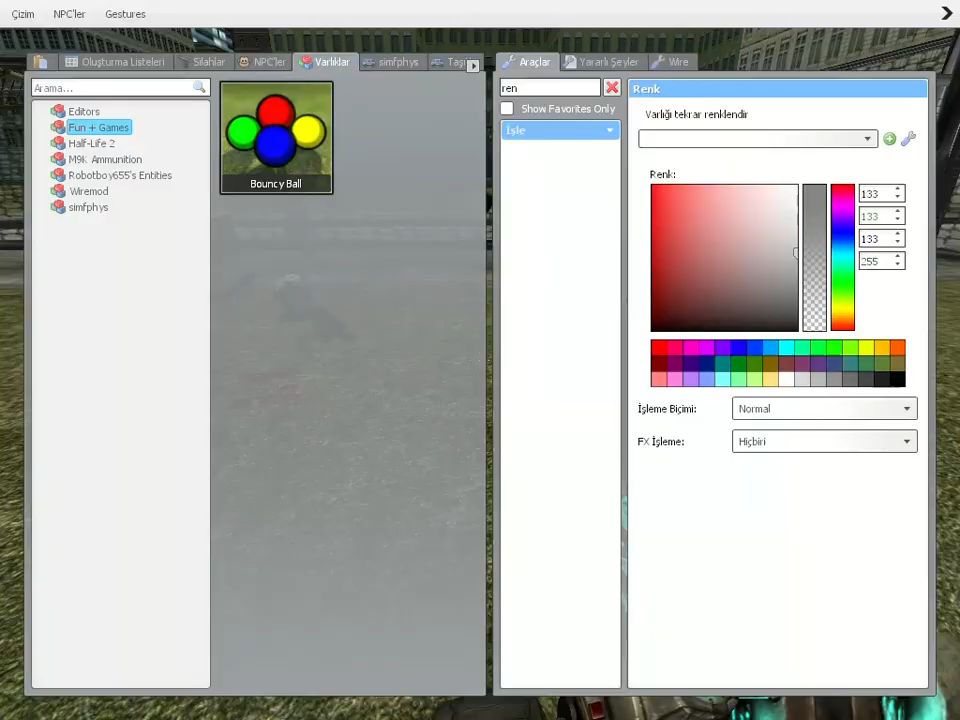 Çizim NPC'ler Gestures
Oluşturma Listeleri Silahlar NPC'ler Varlıklar simfphys
Araçlar Yararlı Şeyler Wire
Arama...
Editors
Fun + Games
Half-Life 2
M9K Ammunition
Robotboy655's Entities
Wiremod
simfphys
Bouncy Ball
ren
Show Favorites Only
İşle
Renk
Varlığı tekrar renklendir
Renk:
133
133
133
255
İşleme Biçimi: Normal
FX İşleme: Hiçbiri